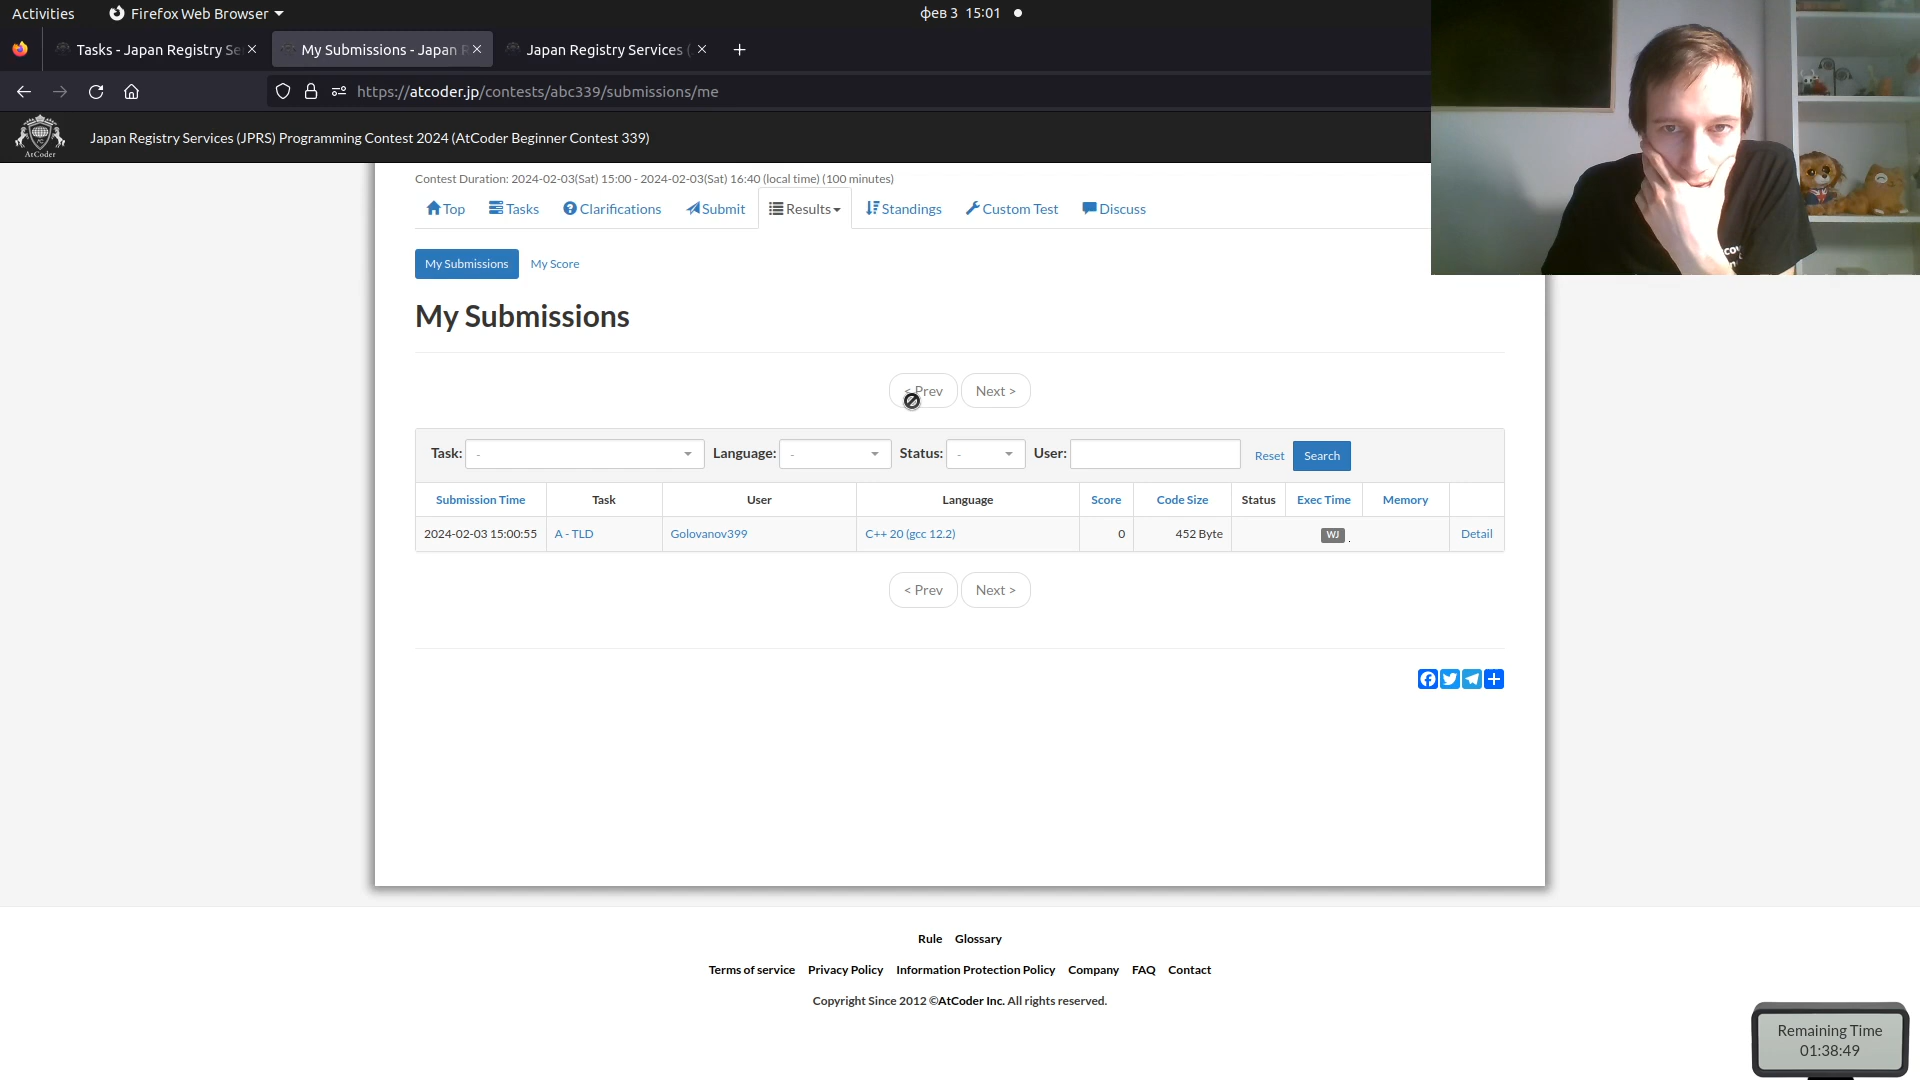 Activities
Firefox Web Browser
фев 3 15:01
Tasks - Japan Registry Se
My Submissions - Japan R
Japan Registry Services (
https://atcoder.jp/contests/abc339/submissions/me
AtCoder
Japan Registry Services (JPRS) Programming Contest 2024 (AtCoder Beginner Contest 339)
Contest Duration: 2024-02-03(Sat) 15:00 - 2024-02-03(Sat) 16:40 (local time) (100 minutes)
Top Tasks Clarifications Submit Results Standings Custom Test Discuss
My Submissions My Score
My Submissions
< Prev Next >
Task: - Language: - Status: - User: Reset Search
Submission Time Task User Language Score Code Size Status Exec Time Memory
2024-02-03 15:00:55 A - TLD Golovanov399 C++ 20 (gcc 12.2) 0 452 Byte WJ . Detail
< Prev Next >
Rule Glossary
Terms of service Privacy Policy Information Protection Policy Company FAQ Contact
Copyright Since 2012 ©AtCoder Inc. All rights reserved.
Remaining Time
01:38:49